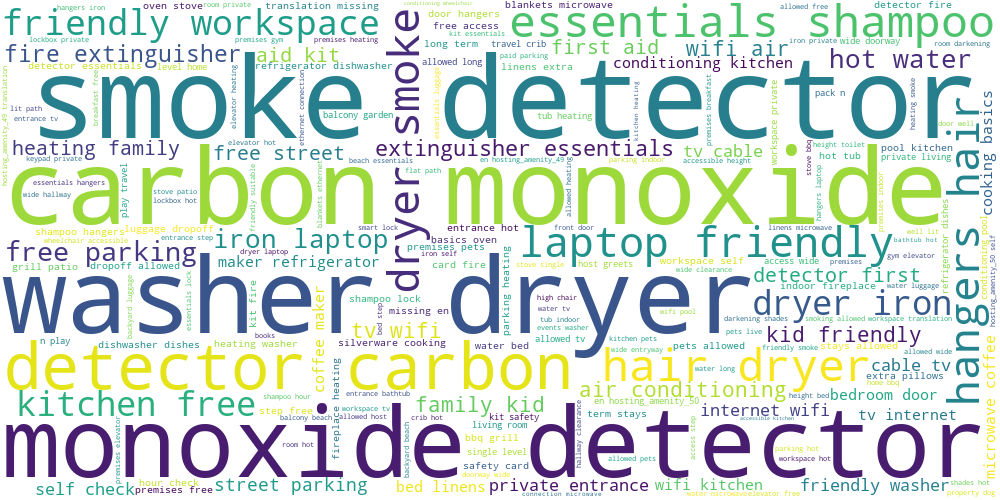 hangers iron
oven stove
room private
translation missing
friendly workspace
lockbox private
premises gym
premises heating
blankets microwave
door hangers
free access
kit essentials
conditioning wheelchair
essentials shampoo
allowed free
detector fire
iron private
wide doorway
room darkening
fire extinguisher
aid kit
long term
travel crib
first aid
paid parking
wifi air
hot water
detector essentials
level home
refrigerator dishwasher
allowed long
linens extra
conditioning kitchen
smoke detector
dryer smoke
hosting_amenity_49 translation
breakfast free
elevator heating
ethernet connection
essentials luggage
premises breakfast
workspace private
heating smoke
pack n
lit path
entrance tv
balcony garden
tub heating
kitchen heating
door well
cooking basics
hangers hair
heating family
elevator hot
free street
extinguisher essentials
en hosting_amenity_49
tv cable
accessible height
height toilet
hot tub
pool kitchen
private living
keypad private
beach essentials
parking indoor
stove bbq
carbon monoxide
essentials hangers
wide hallway
play travel
stove patio
lockbox hot
friendly suitable
blankets ethernet
flat path
allowed heating
hangers laptop
premises indoor
shampoo hangers
luggage dropoff
wheelchair accessible
entrance step
smart lock
entrance hot
basics oven
front door
linens microwave
well lit
bathtub hot
free parking
iron laptop
dryer laptop
iron self
premises pets
laptop friendly
access wide
premises
gym elevator
grill patio
dropoff allowed
maker refrigerator
card fire
stove single
host greets
workspace self
wide clearance
detector first
indoor fireplace
water luggage
refrigerator dishes
conditioning pool
hosting_amenity_50 self
washer dryer
backyard luggage
essentials lock
kit fire
shampoo lock
missing en
parking heating
high chair
water tv
tub indoor
events washer
wifi pool
dryer iron
darkening shades
smoking allowed
workspace translation
books
bed step
tv wifi
kid friendly
pets live
n play
dishwasher dishes
heating washer
coffee maker
silverware cooking
water bed
allowed tv
kitchen pets
wide entryway
pets allowed
friendly smoke
stays allowed
allowed wide
detector carbon
hair dryer
water long
home bbq
cable tv
extra pillows
kitchen free
shampoo hour
step free
fireplace heating
entrance bathtub
workspace tv
family kid
air conditioning
en hosting_amenity_50
height bed
bedroom door
microwave coffee
balcony beach
allowed host
crib hot
kit safety
term stays
internet wifi
accessible kitchen
tv internet
monoxide detector
premises elevator
room hot
backyard beach
living room
bbq grill
single level
hallway clearance
allowed pets
access step
parking hot
workspace hot
self check
hour check
premises free
street parking
bed linens
safety card
doorway wide
private entrance
connection microwave
wifi kitchen
water microwave
elevator free
friendly washer
shades hot
property dog